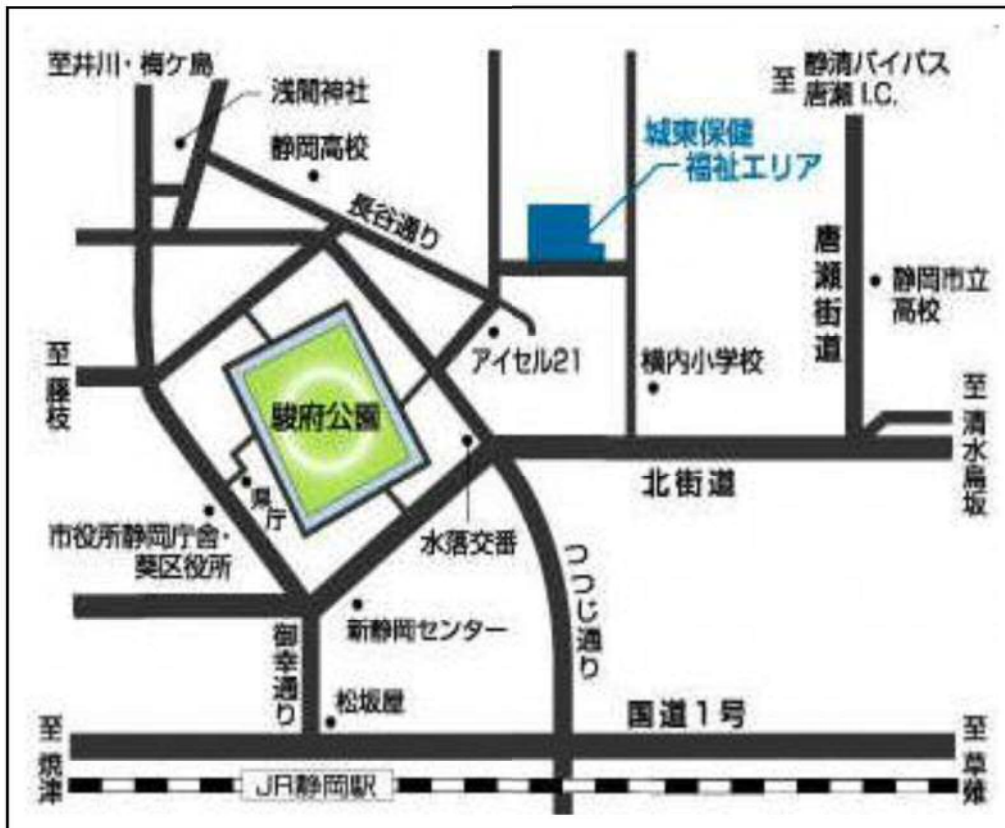 至井川・梅ケ島
浅間神社
静岡高校
長谷通り
城東保健
福祉エリア
至 静清バイパス
唐瀬 I.C.
唐瀬街道
静岡市立
高校
至藤枝
アイセル21
横内小学校
至清水鳥坂
駿府公園
県庁
北街道
市役所静岡庁舎・
葵区役所
水落交番
つつじ通り
新静岡センター
御幸通り
松坂屋
国道1号
至焼津
至草薙
JR静岡駅